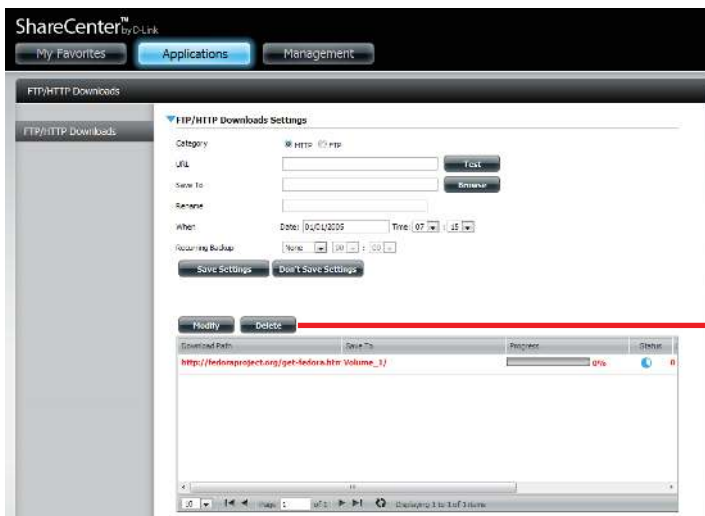 ShareCenter™ by D-Link
My Favorites Applications Management
FTP/HTTP Downloads
FTP/HTTP Downloads
FTP/HTTP Downloads Settings
Category HTTP FTP
URL Test
Save To Browse
Rename
When Date: 01/01/2005 Time: 07 : 15
Recurring Backup None 00 : 00
Save Settings Don't Save Settings
Modify Delete
Download Path Save To Progress Status
http://fedoraproject.org/get-fedora.htm Volume_1/ 0% 0
10 Page 1 of 1 Displaying 1 to 1 of 1 items